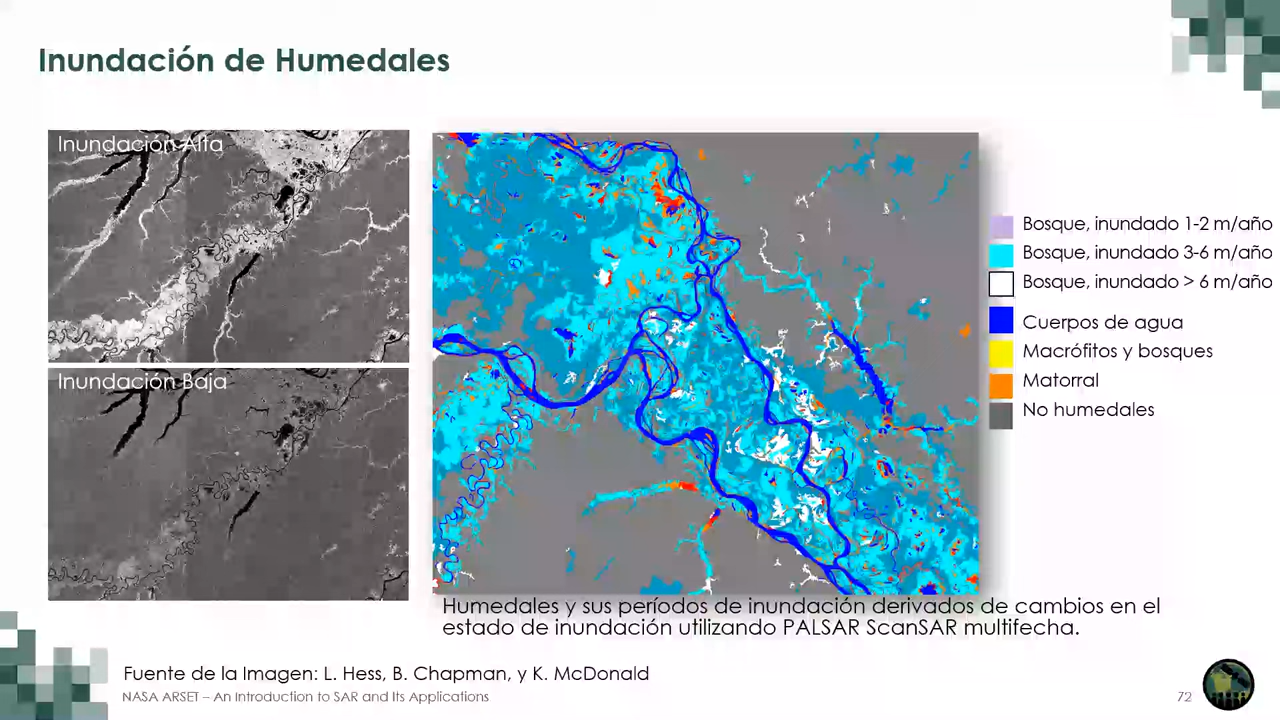 Inundación de Humedales
Inundación Alta
Inundación Baja
Bosque, inundado 1-2 m/año
Bosque, inundado 3-6 m/año
Bosque, inundado > 6 m/año
Cuerpos de agua
Macrófitos y bosques
Matorral
No humedales
Humedales y sus períodos de inundación derivados de cambios en el
estado de inundación utilizando PALSAR ScanSAR multifecha.
Fuente de la Imagen: L. Hess, B. Chapman, y K. McDonald
NASA ARSET – An Introduction to SAR and Its Applications
72